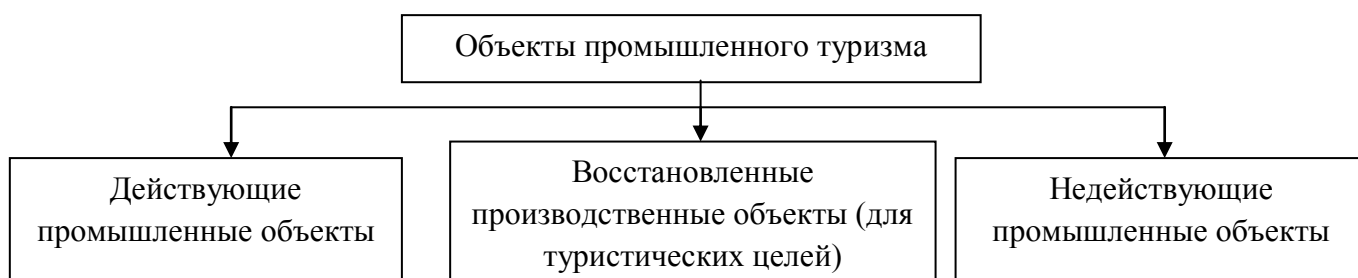 Объекты промышленного туризма
Действующие
промышленные объекты
Восстановленные
производственные объекты (для
туристических целей)
Недействующие
промышленные объекты